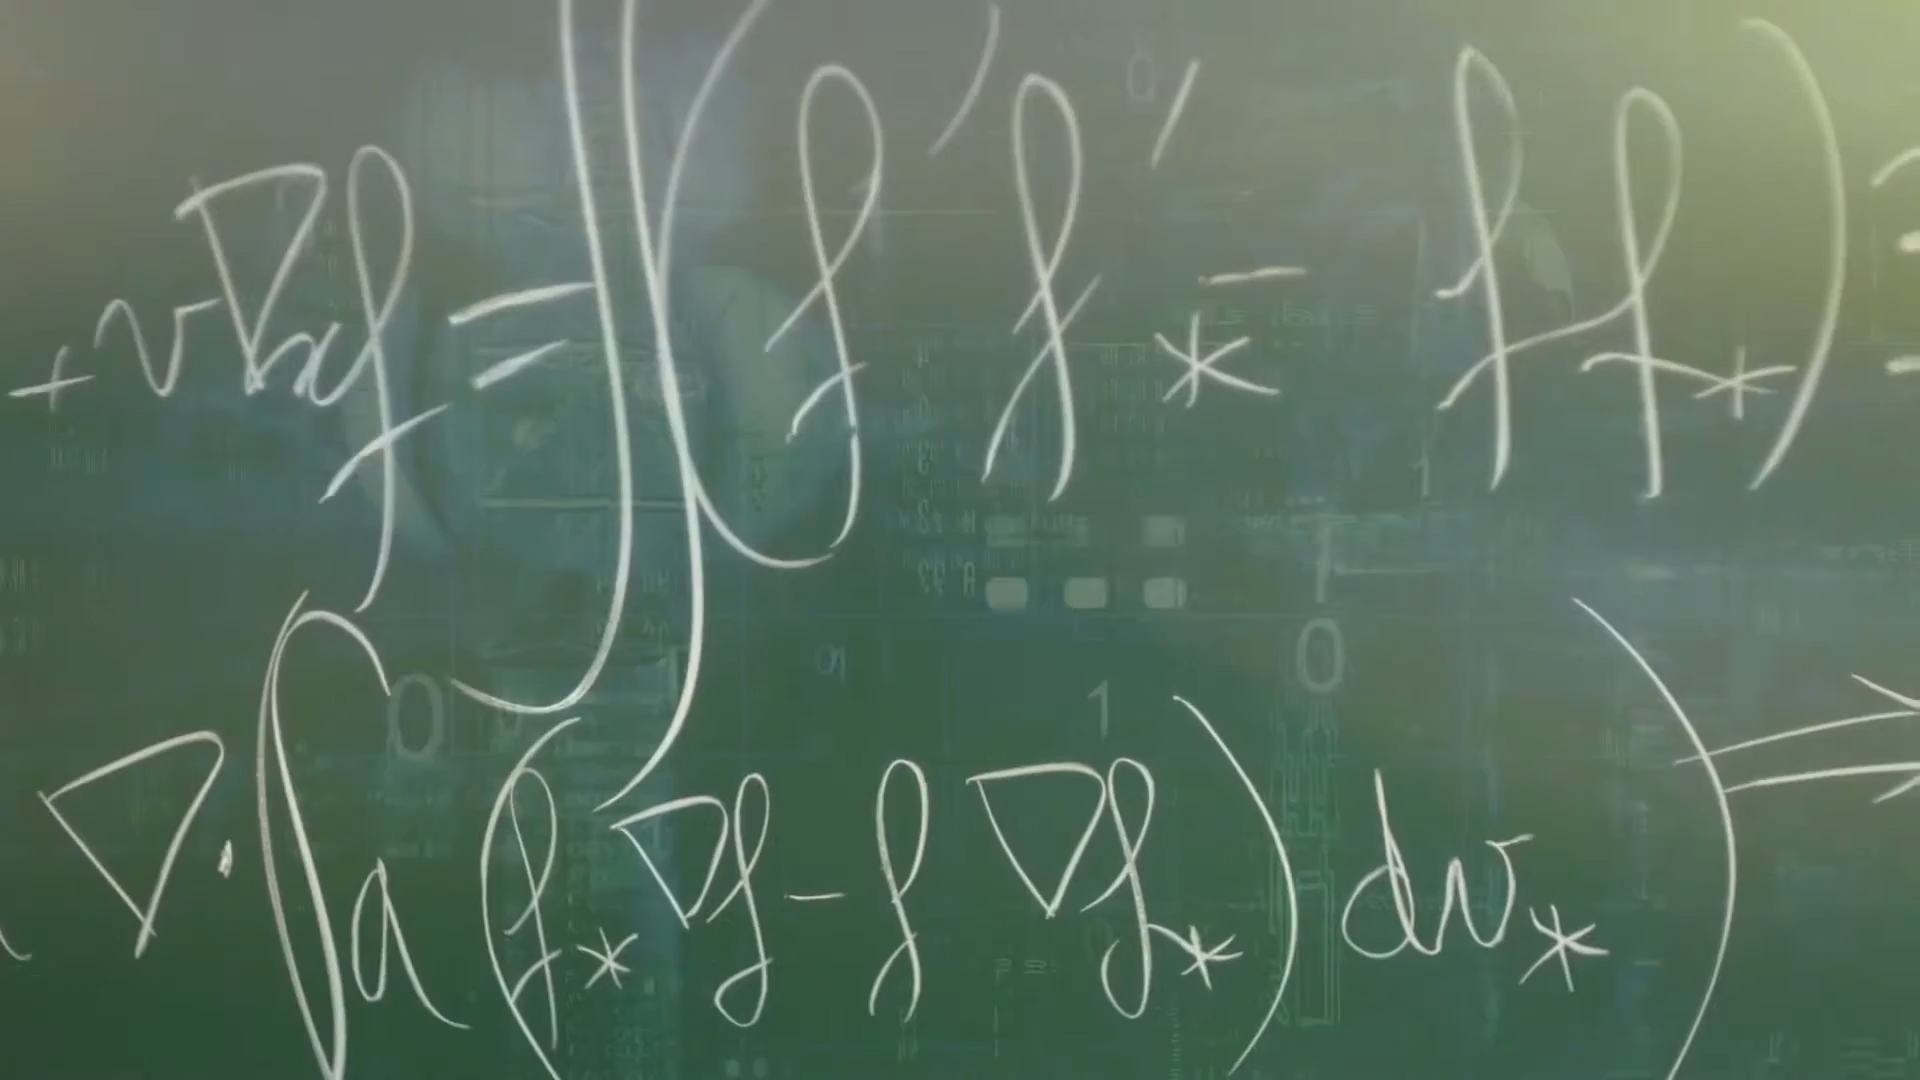 + v∇ₓf = ∬(f′f′* − ff*)
∇·(∫a(f*∇f − f∇f*)dv*) ⇒